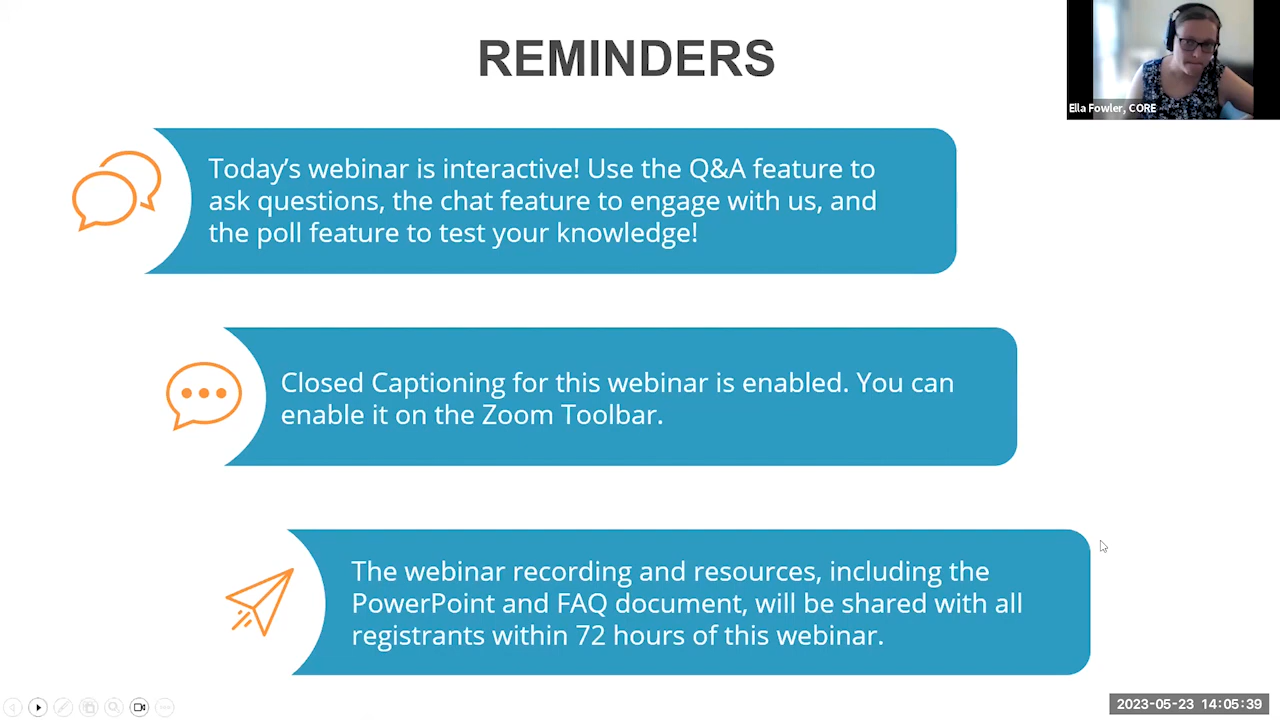 REMINDERS
Ella Fowler, CORE
Today’s webinar is interactive! Use the Q&A feature to
ask questions, the chat feature to engage with us, and
the poll feature to test your knowledge!
Closed Captioning for this webinar is enabled. You can
enable it on the Zoom Toolbar.
The webinar recording and resources, including the
PowerPoint and FAQ document, will be shared with all
registrants within 72 hours of this webinar.
2023-05-23 14:05:39